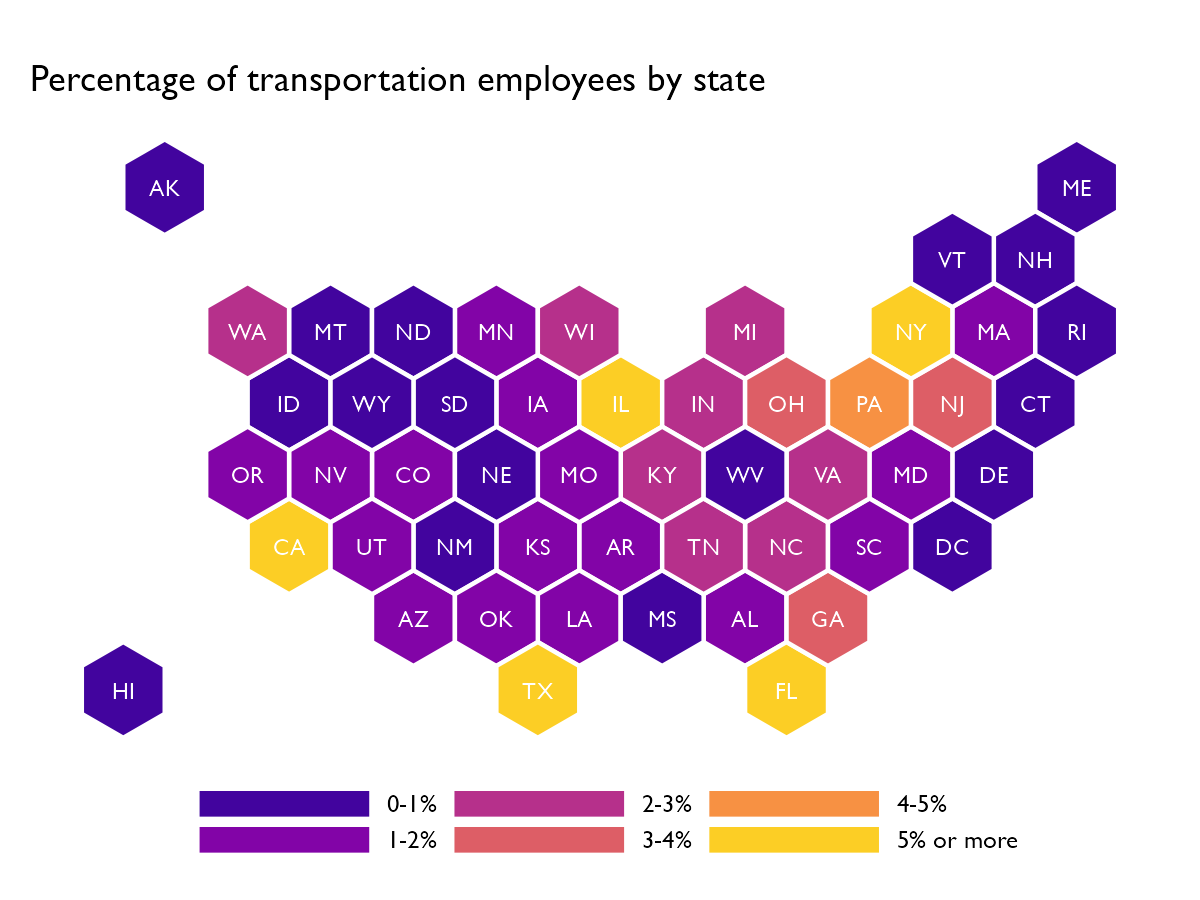 Percentage of transportation employees by state
AK
ME
VT NH
WA MT ND MN WI MI NY MA RI
ID WY SD IA IL IN OH PA NJ CT
OR NV CO NE MO KY WV VA MD DE
CA UT NM KS AR TN NC SC DC
AZ OK LA MS AL GA
HI TX FL
0-1% 2-3% 4-5%
1-2% 3-4% 5% or more